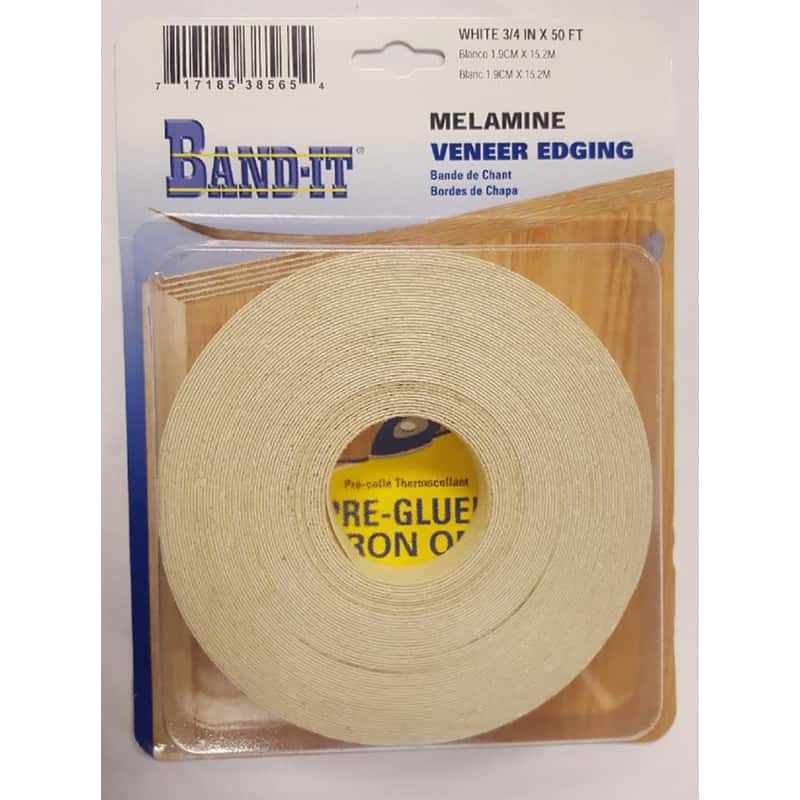 7 17185 38565 4
WHITE 3/4 IN X 50 FT
Blanco 1.9CM X 15.2M
Blanc 1.9CM X 15.2M
BAND-IT®
MELAMINE
VENEER EDGING
Bande de Chant
Bordes de Chapa
Pré-collé Thermocollant
PRE-GLUE
RON O